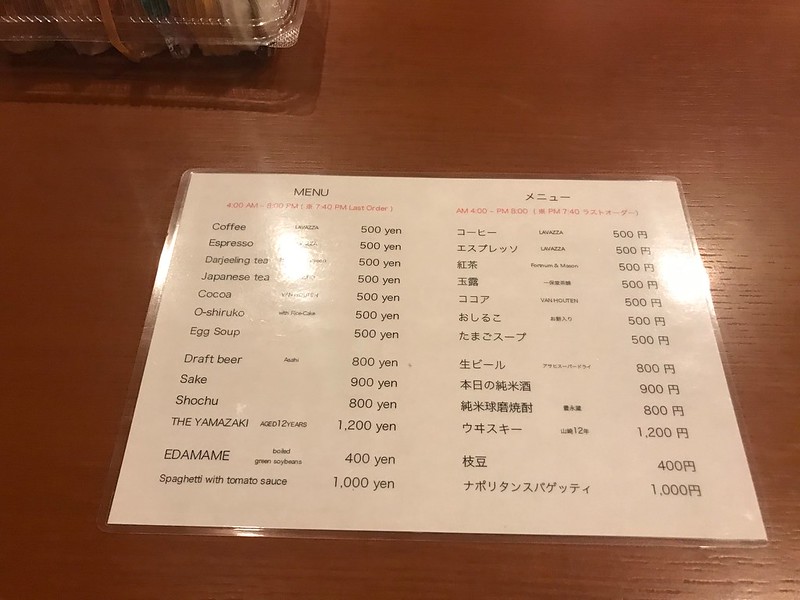 MENU
4:00 AM - 8:00 PM ( ※ 7:40 PM Last Order )
Coffee LAVAZZA 500 yen
Espresso 500 yen
Darjeeling tea 500 yen
Japanese tea 500 yen
Cocoa VAN HOUTEN 500 yen
O-shiruko with Rice-Cake 500 yen
Egg Soup 500 yen
Draft beer Asahi 800 yen
Sake 900 yen
Shochu 800 yen
THE YAMAZAKI AGED12YEARS 1,200 yen
EDAMAME boiled green soybeans 400 yen
Spaghetti with tomato sauce 1,000 yen
メニュー
AM 4:00 - PM 8:00 ( ※ PM 7:40 ラストオーダー)
コーヒー LAVAZZA 500 円
エスプレッソ LAVAZZA 500 円
紅茶 Fortnum & Mason 500 円
玉露 一保堂茶舗 500 円
ココア VAN HOUTEN 500 円
おしるこ お餅入り 500 円
たまごスープ 500 円
生ビール アサヒスーパードライ 800 円
本日の純米酒 900 円
純米球磨焼酎 豊永蔵 800 円
ウヰスキー 山崎12年 1,200 円
枝豆 400円
ナポリタンスパゲッティ 1,000円